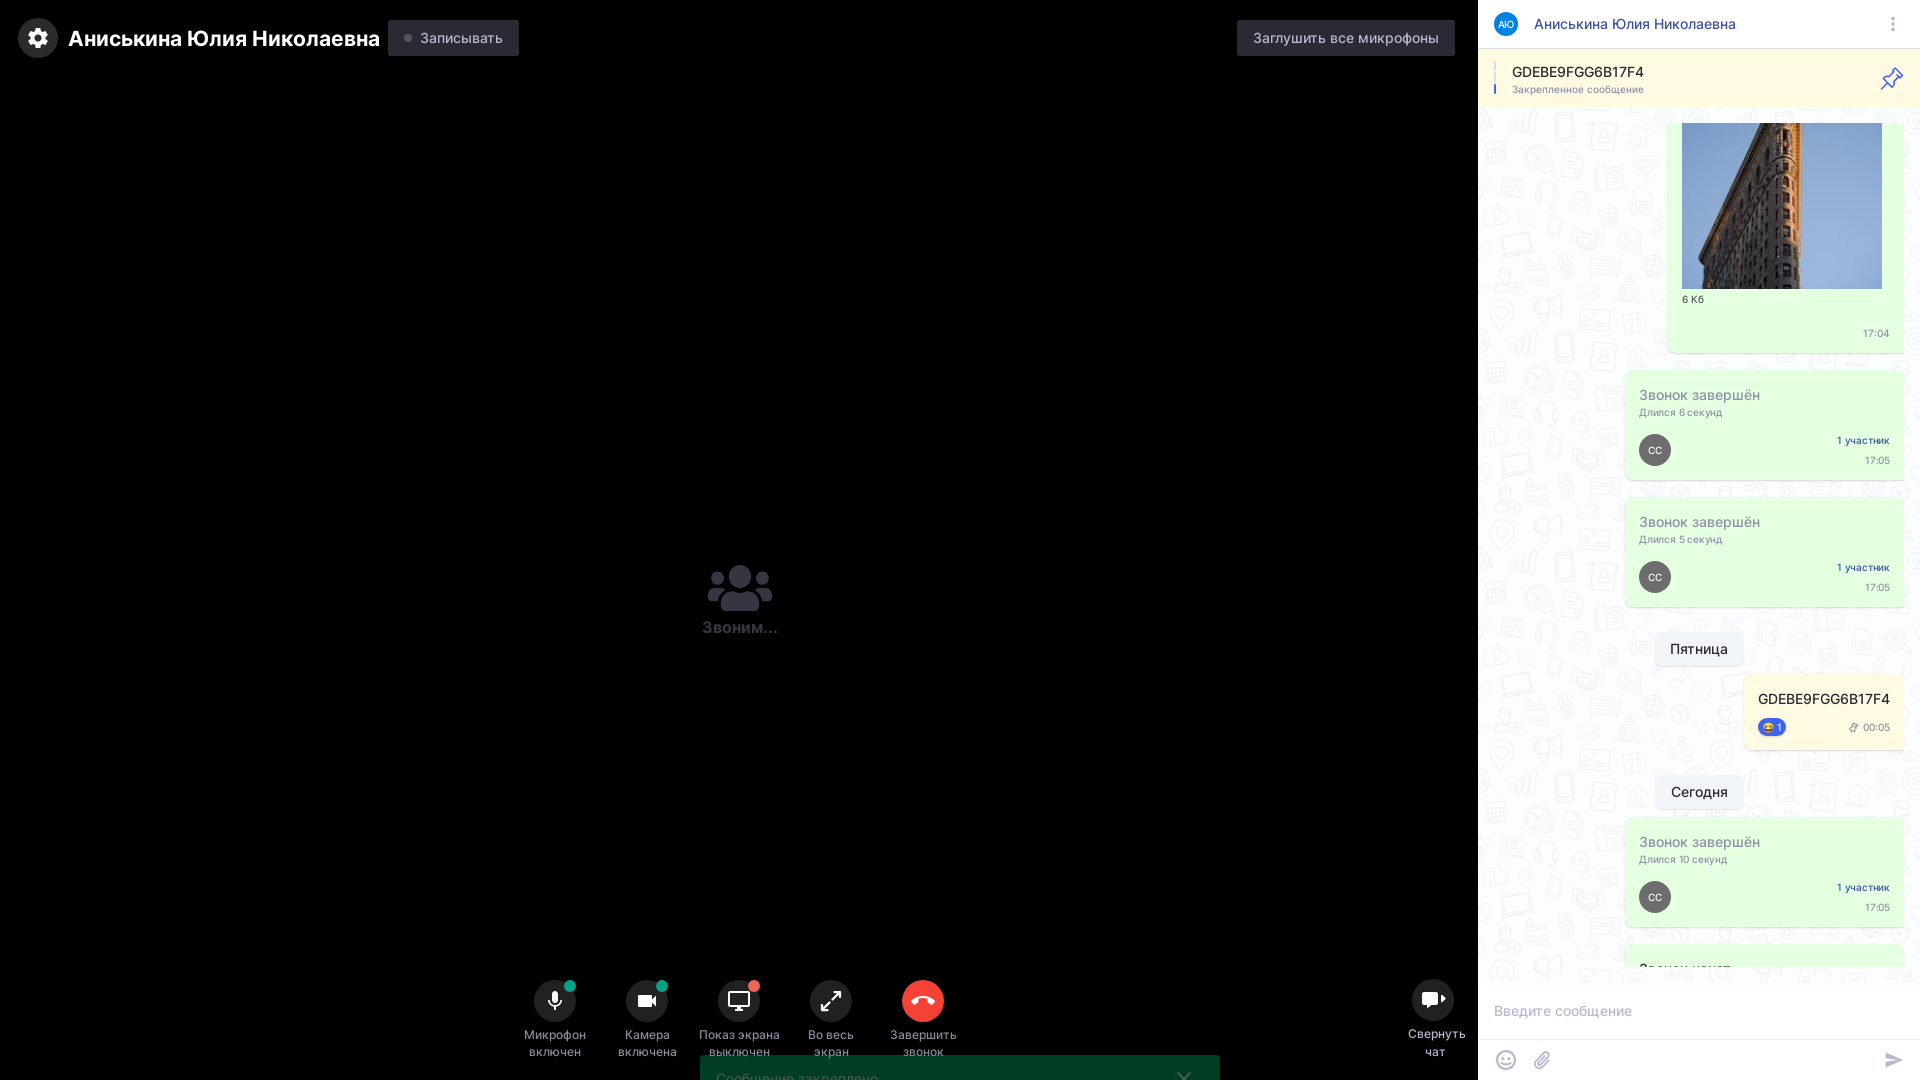 Аниськина Юлия Николаевна
Записывать
Заглушить все микрофоны
Звоним...
Микрофон
включен
Камера
включена
Показ экрана
выключен
Во весь
экран
Завершить
звонок
Свернуть
чат
Сообщение закреплено
АЮ
Аниськина Юлия Николаевна
GDEBE9FGG6B17F4
Закрепленное сообщение
6 Кб
17:04
Звонок завершён
Длился 6 секунд
СС
1 участник
17:05
Звонок завершён
Длился 5 секунд
СС
1 участник
17:05
Пятница
GDEBE9FGG6B17F4
1
00:05
Сегодня
Звонок завершён
Длился 10 секунд
СС
1 участник
17:05
Звонок
Введите сообщение